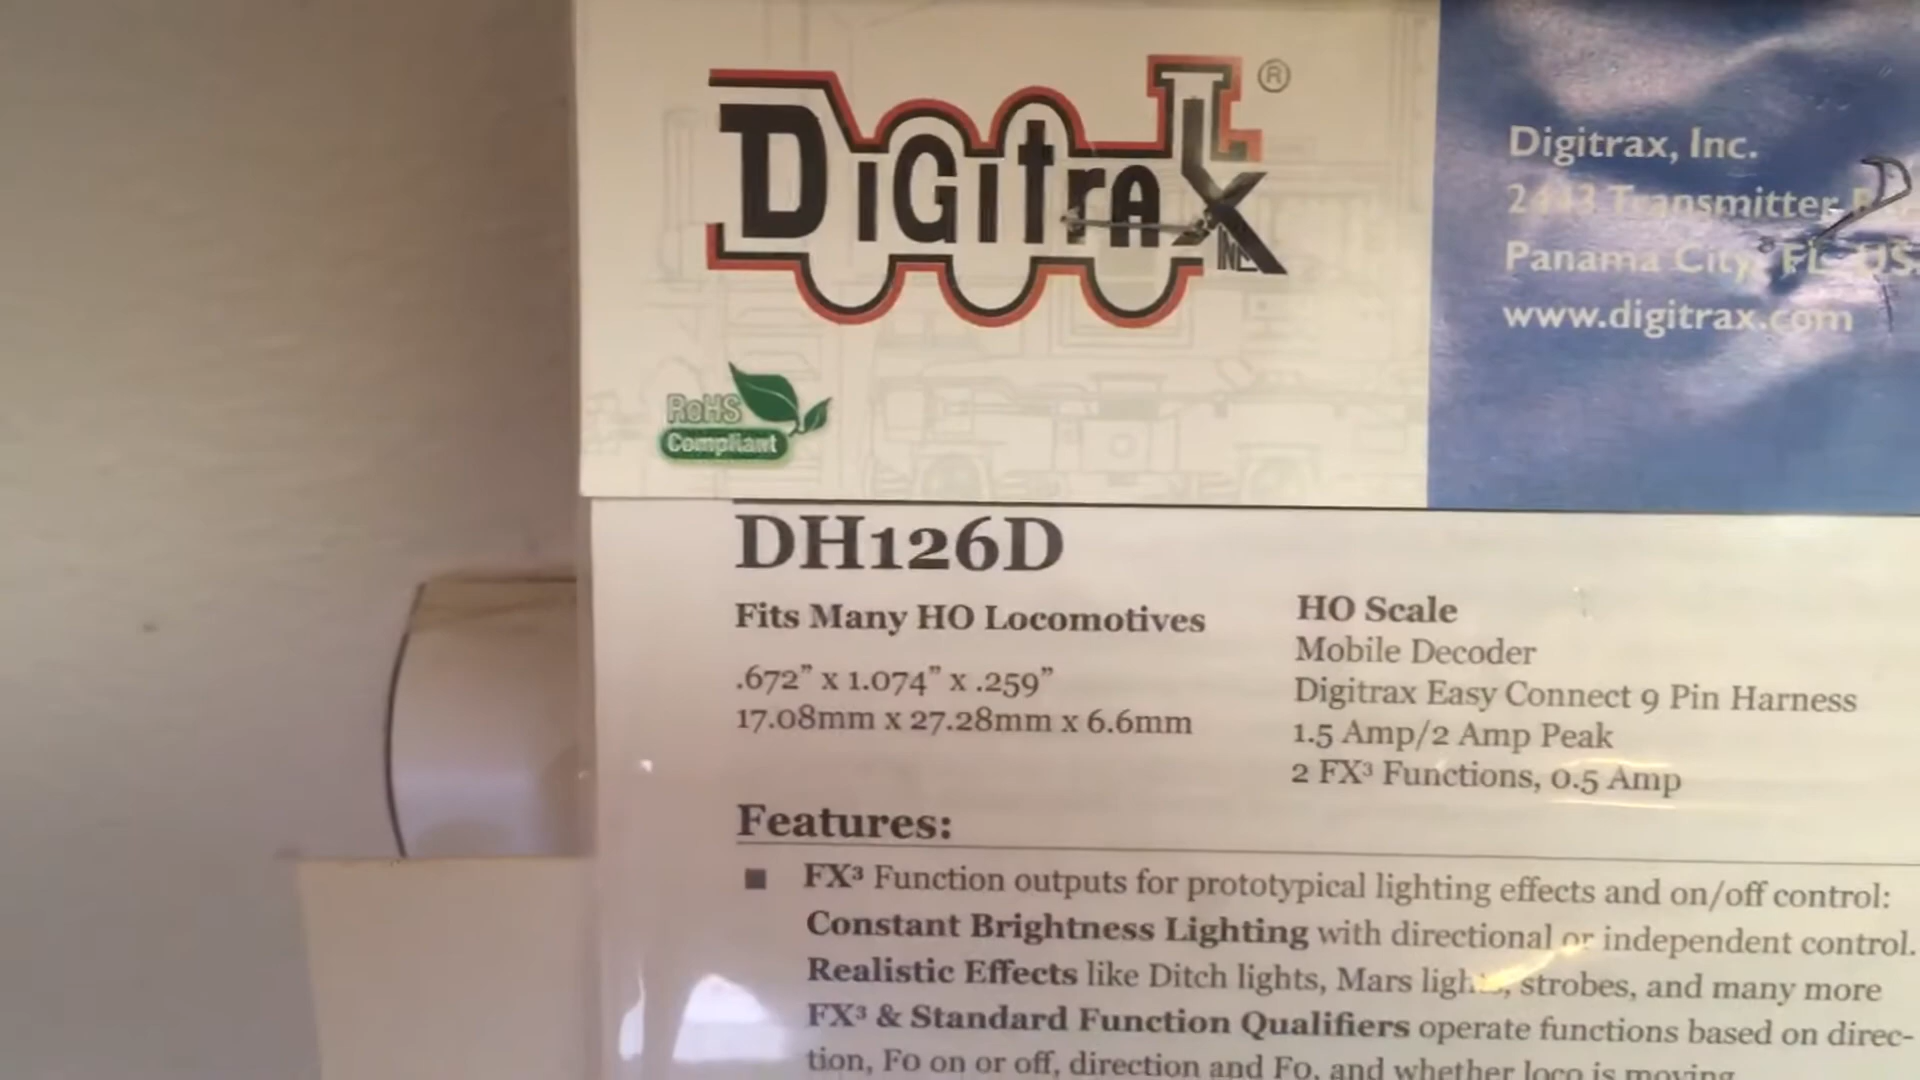 DiGitrax ®
INC
Digitrax, Inc.
2443 Transmitter
Panama City, FL US
www.digitrax.com
RoHS
Compliant
DH126D
Fits Many HO Locomotives
.672” x 1.074” x .259”
17.08mm x 27.28mm x 6.6mm
HO Scale
Mobile Decoder
Digitrax Easy Connect 9 Pin Harness
1.5 Amp/2 Amp Peak
2 FX³ Functions, 0.5 Amp
Features:
■ FX³ Function outputs for prototypical lighting effects and on/off control:
Constant Brightness Lighting with directional or independent control.
Realistic Effects like Ditch lights, Mars lights, strobes, and many more
FX³ & Standard Function Qualifiers operate functions based on direc-
tion, F0 on or off, direction and F0, and whether loco is moving